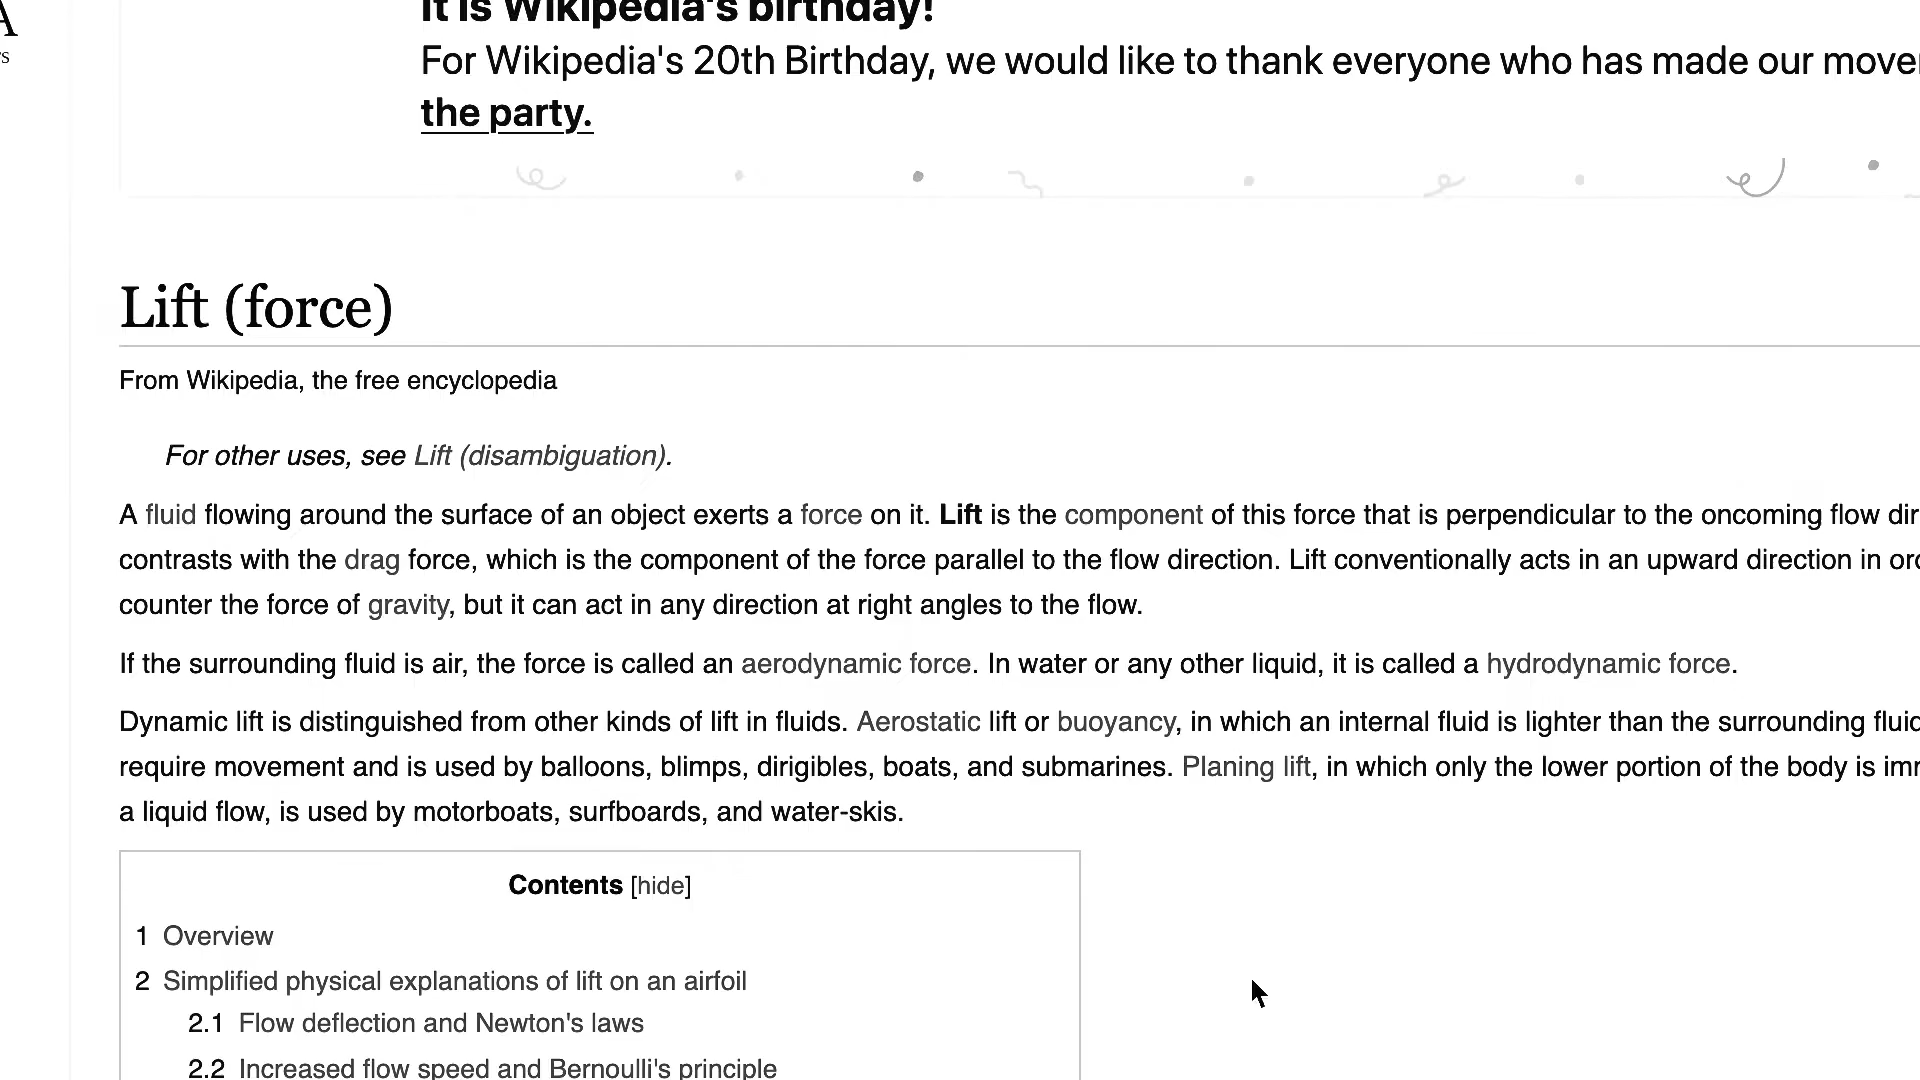 It is Wikipedia's birthday!
For Wikipedia's 20th Birthday, we would like to thank everyone who has made our
the party.
Lift (force)
From Wikipedia, the free encyclopedia
For other uses, see Lift (disambiguation).
A fluid flowing around the surface of an object exerts a force on it. Lift is the component of this force that is perpendicular to the oncoming flow
contrasts with the drag force, which is the component of the force parallel to the flow direction. Lift conventionally acts in an upward direction in
counter the force of gravity, but it can act in any direction at right angles to the flow.
If the surrounding fluid is air, the force is called an aerodynamic force. In water or any other liquid, it is called a hydrodynamic force.
Dynamic lift is distinguished from other kinds of lift in fluids. Aerostatic lift or buoyancy, in which an internal fluid is lighter than the surrounding
require movement and is used by balloons, blimps, dirigibles, boats, and submarines. Planing lift, in which only the lower portion of the body is
a liquid flow, is used by motorboats, surfboards, and water-skis.
Contents [hide]
1 Overview
2 Simplified physical explanations of lift on an airfoil
2.1 Flow deflection and Newton's laws
2.2 Increased flow speed and Bernoulli's principle